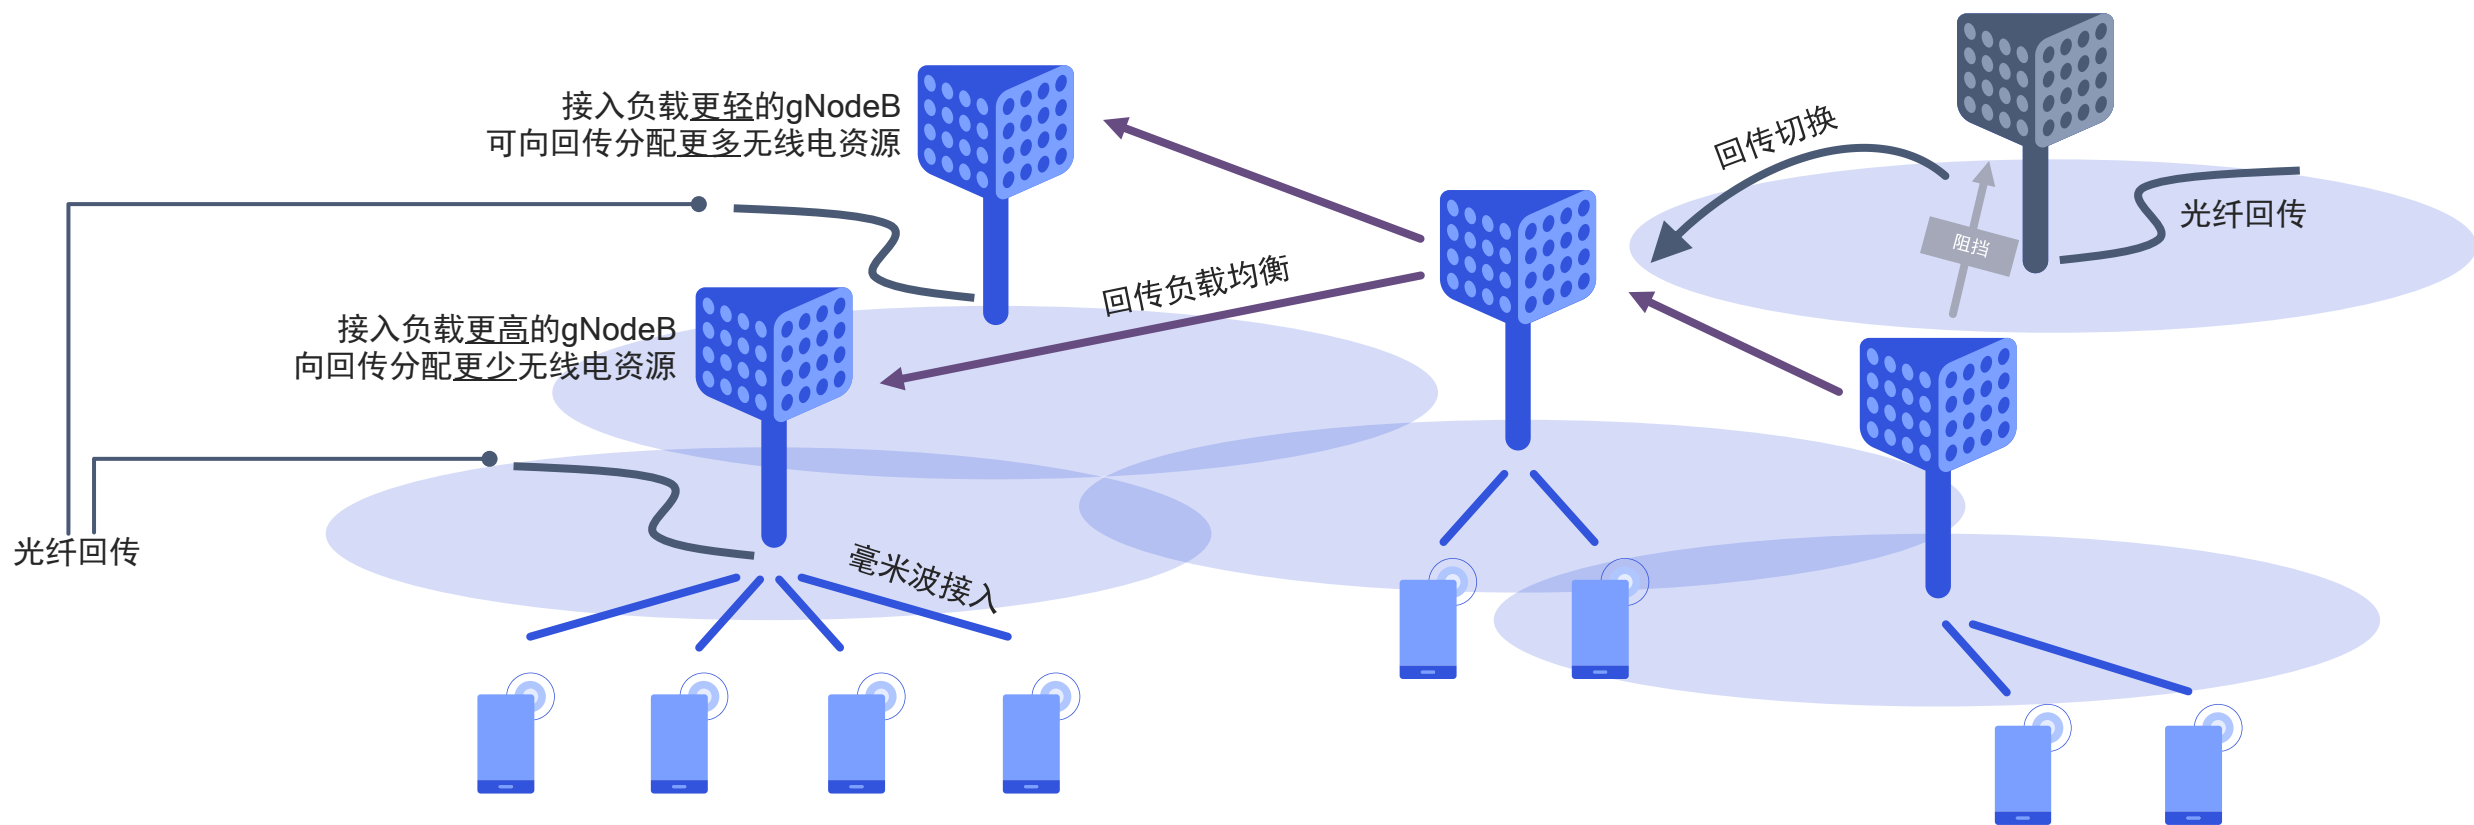 接入负载更轻的gNodeB
可向回传分配更多无线电资源
回传切换
光纤回传
阻挡
回传负载均衡
接入负载更高的gNodeB
向回传分配更少无线电资源
光纤回传
毫米波接入